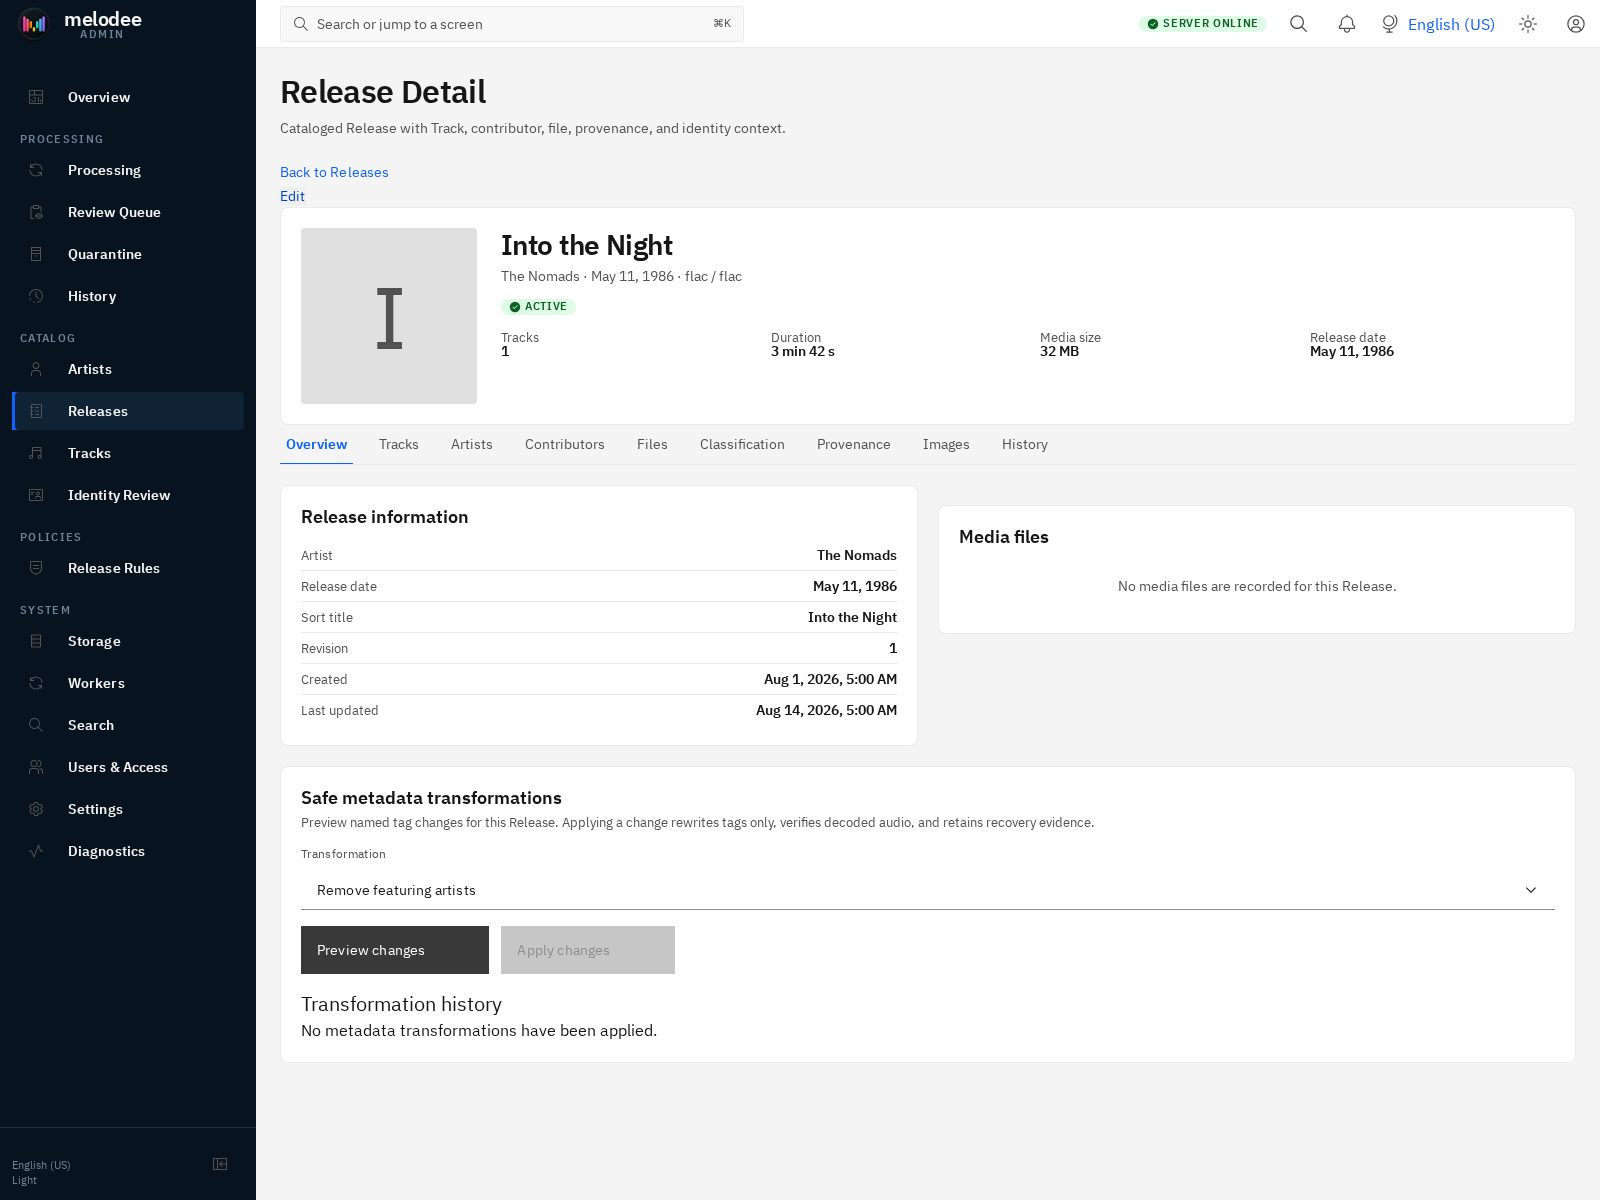 melodee
ADMIN
Search or jump to a screen
⌘K
SERVER ONLINE
English (US)
Overview
PROCESSING
Processing
Review Queue
Quarantine
History
CATALOG
Artists
Releases
Tracks
Identity Review
POLICIES
Release Rules
SYSTEM
Storage
Workers
Search
Users & Access
Settings
Diagnostics
English (US)
Light
Release Detail
Cataloged Release with Track, contributor, file, provenance, and identity context.
Back to Releases
Edit
I
Into the Night
The Nomads · May 11, 1986 · flac / flac
ACTIVE
Tracks
1
Duration
3 min 42 s
Media size
32 MB
Release date
May 11, 1986
Overview Tracks Artists Contributors Files Classification Provenance Images History
Release information
Artist The Nomads
Release date May 11, 1986
Sort title Into the Night
Revision 1
Created Aug 1, 2026, 5:00 AM
Last updated Aug 14, 2026, 5:00 AM
Media files
No media files are recorded for this Release.
Safe metadata transformations
Preview named tag changes for this Release. Applying a change rewrites tags only, verifies decoded audio, and retains recovery evidence.
Transformation
Remove featuring artists
Preview changes
Apply changes
Transformation history
No metadata transformations have been applied.